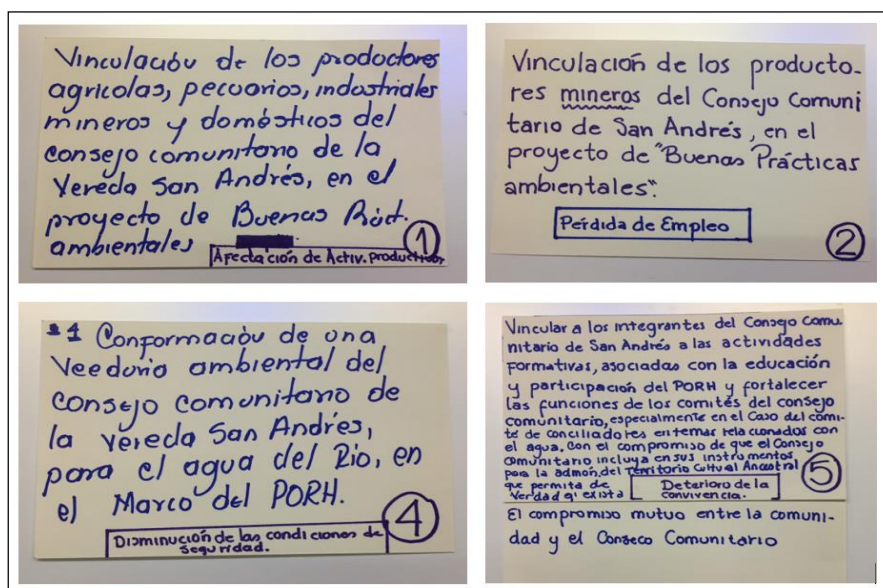 Vinculación de los productores
agrícolas, pecuarios, industriales
mineros y domésticos del
consejo comunitario de la
Vereda San Andrés, en el
proyecto de Buenas Práct.
ambientales
Afectación de Activ. productivas
1
Vinculación de los producto-
res mineros del Consejo Comuni
tario de San Andrés, en el
proyecto de "Buenas Prácticas
ambientales".
Pérdida de Empleo
2
1 Conformación de una
Veeduria ambiental del
consejo comunitario de
la vereda San Andres,
para el agua del Rio, en
el Marco del PORH.
4
Disminución de las condiciones de
seguridad.
Vincular a los integrantes del Consejo Comu
nitario de San Andrés a las actividades
formativas, asociadas con la educación
y participación del PORH y fortalecer
las funciones de los comités del consejo
comunitario, especialmente en el Caso del comi-
té de conciliadores en temas relacionados con
el agua. Con el compromiso de que el Consejo
comunitario incluya en sus instrumentos
para la admón. del Territorio Cultural Ancestral
que permita de
Verdad q' exista
Deterioro de la
convivencia.
5
El compromiso mutuo entre la comuni-
dad y el Conseco Comunitario